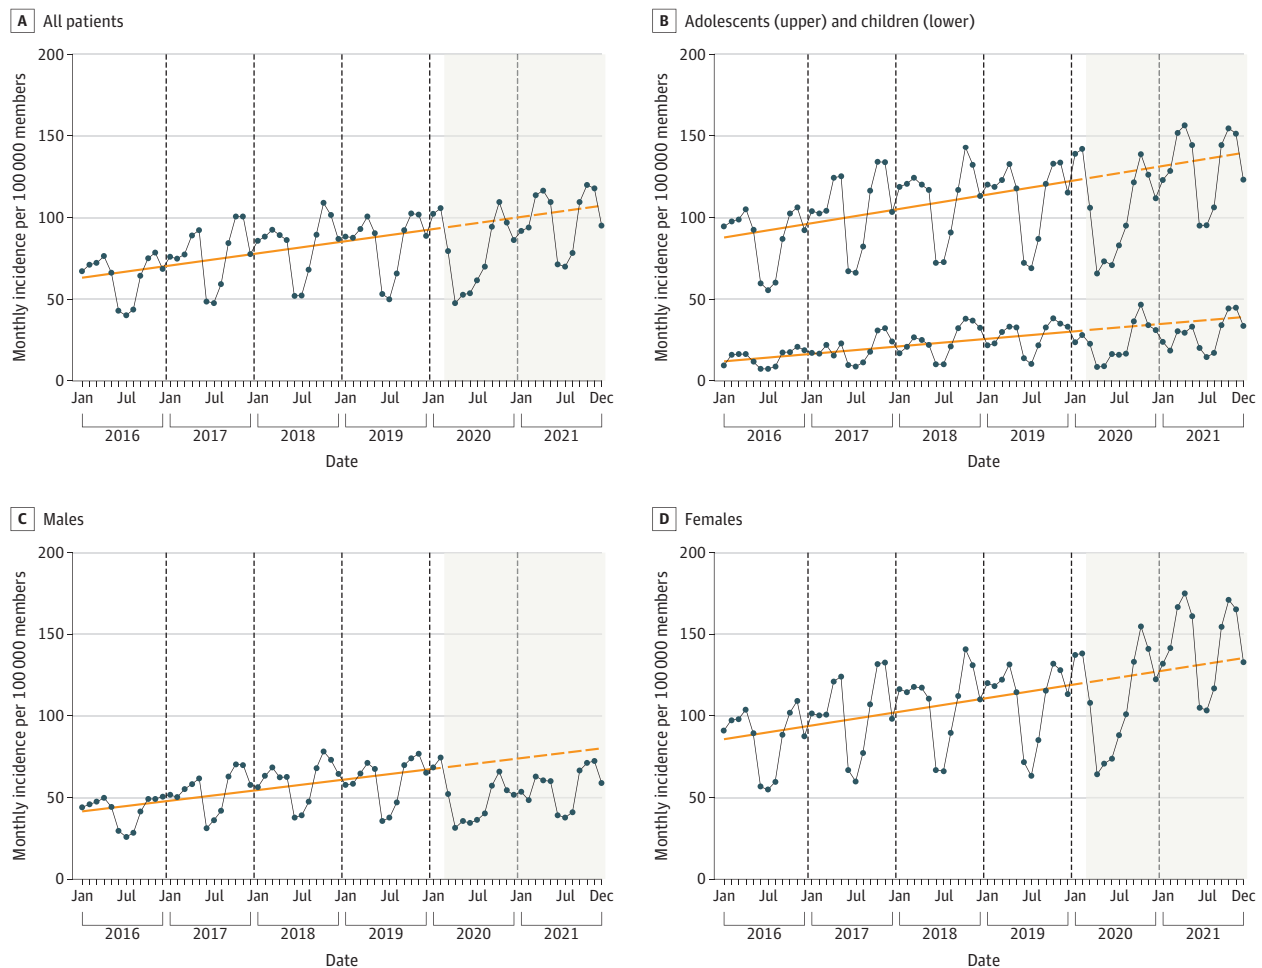 A All patients
Monthly incidence per 100 000 members
200
150
100
50
0
Jan Jul Jan Jul Jan Jul Jan Jul Jan Jul Jan Jul Dec
2016 2017 2018 2019 2020 2021
Date
B Adolescents (upper) and children (lower)
Monthly incidence per 100 000 members
200
150
100
50
0
Jan Jul Jan Jul Jan Jul Jan Jul Jan Jul Jan Jul Dec
2016 2017 2018 2019 2020 2021
Date
C Males
Monthly incidence per 100 000 members
200
150
100
50
0
Jan Jul Jan Jul Jan Jul Jan Jul Jan Jul Jan Jul Dec
2016 2017 2018 2019 2020 2021
Date
D Females
Monthly incidence per 100 000 members
200
150
100
50
0
Jan Jul Jan Jul Jan Jul Jan Jul Jan Jul Jan Jul Dec
2016 2017 2018 2019 2020 2021
Date